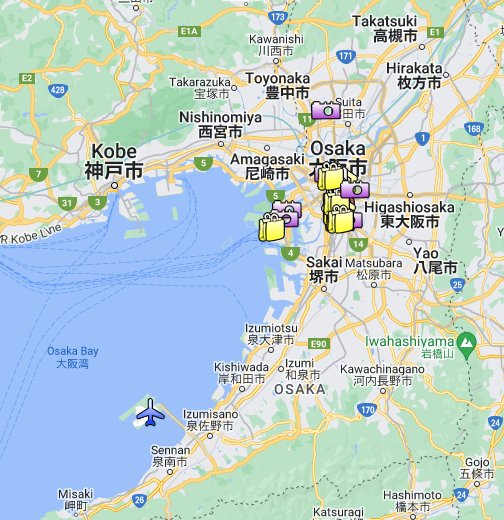 Takatsuki
高槻市
E1A
Kawanishi
川西市
171
E2
Toyonaka
豊中市
Hirakata
枚方市
428
Takarazuka
宝塚市
Suita
田市
11
Nishinomiya
西宮市
1
168
Osaka
大阪市
Kobe
神戸市
Amagasaki
尼崎市
5
7
31
3
5
Higashiosaka
東大阪市
R Kobe Line
14
4
Yao
八尾市
Sakai
堺市
Matsubara
松原市
25
Izumiotsu
泉大津市
E90
Iwahashiyama
岩橋山
Osaka Bay
大阪湾
Kishiwada
岸和田市
Izumi
和泉市
Kawachinagano
河内長野市
OSAKA
170
Izumisano
泉佐野市
Sennan
泉南市
Gojo
五條市
Misaki
岬町
26
Hashimoto
橋本市
Katsuragi